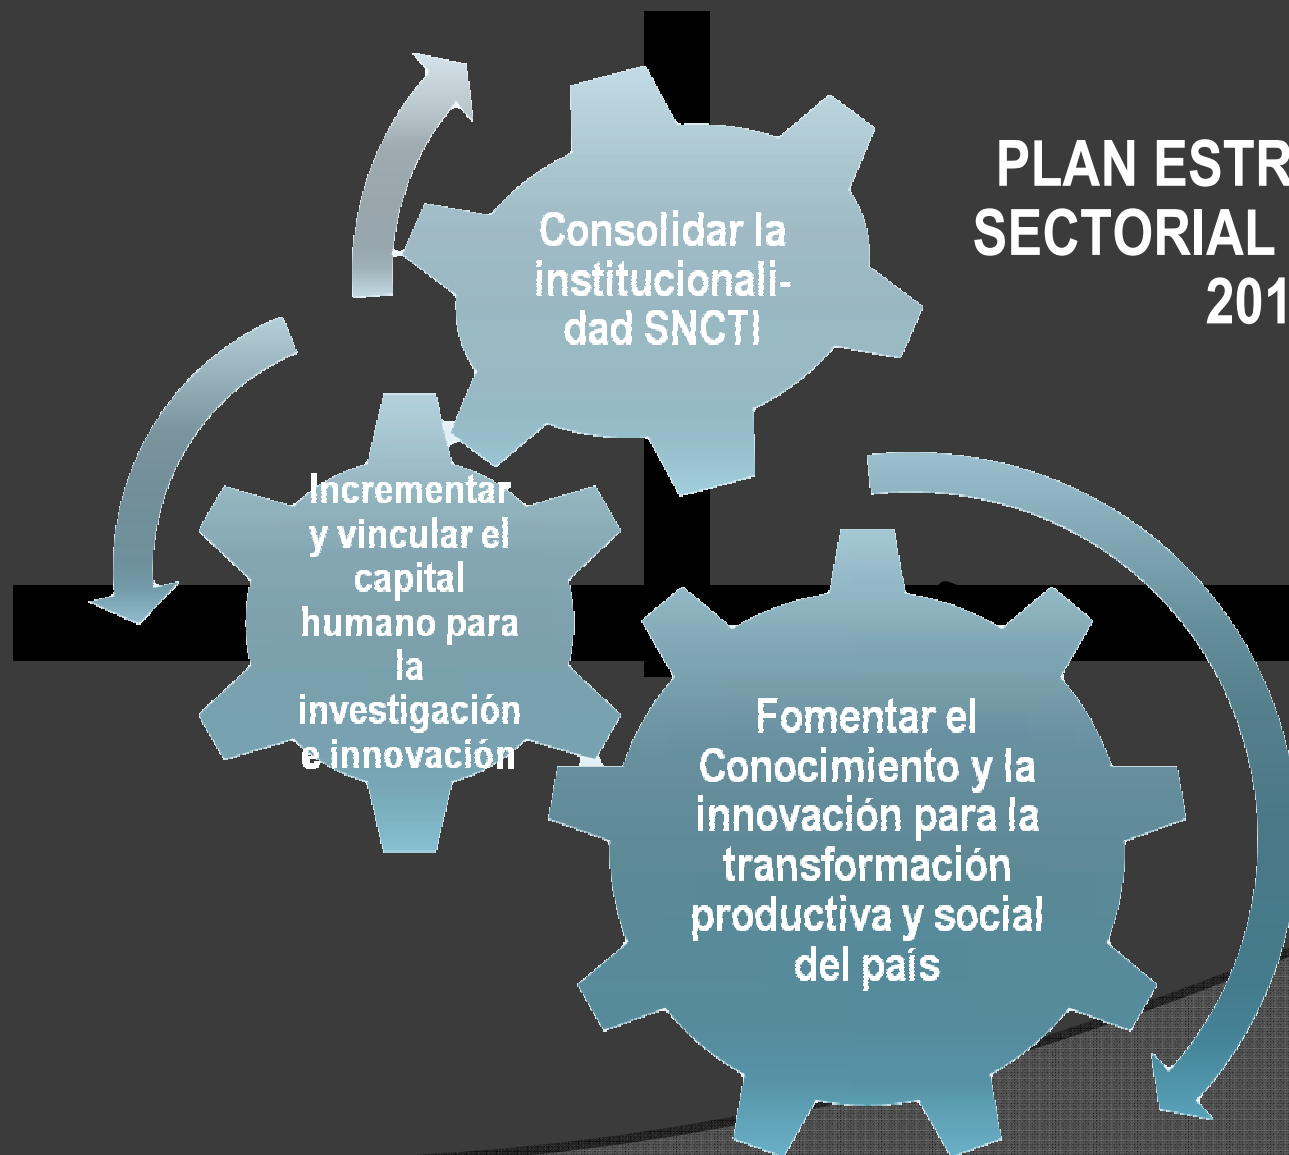 PLAN ESTR
SECTORIAL
201
Consolidar la
institucionali-
dad SNCTI
Incrementar
y vincular el
capital
humano para
la
investigación
e innovación
Fomentar el
Conocimiento y la
innovación para la
transformación
productiva y social
del país